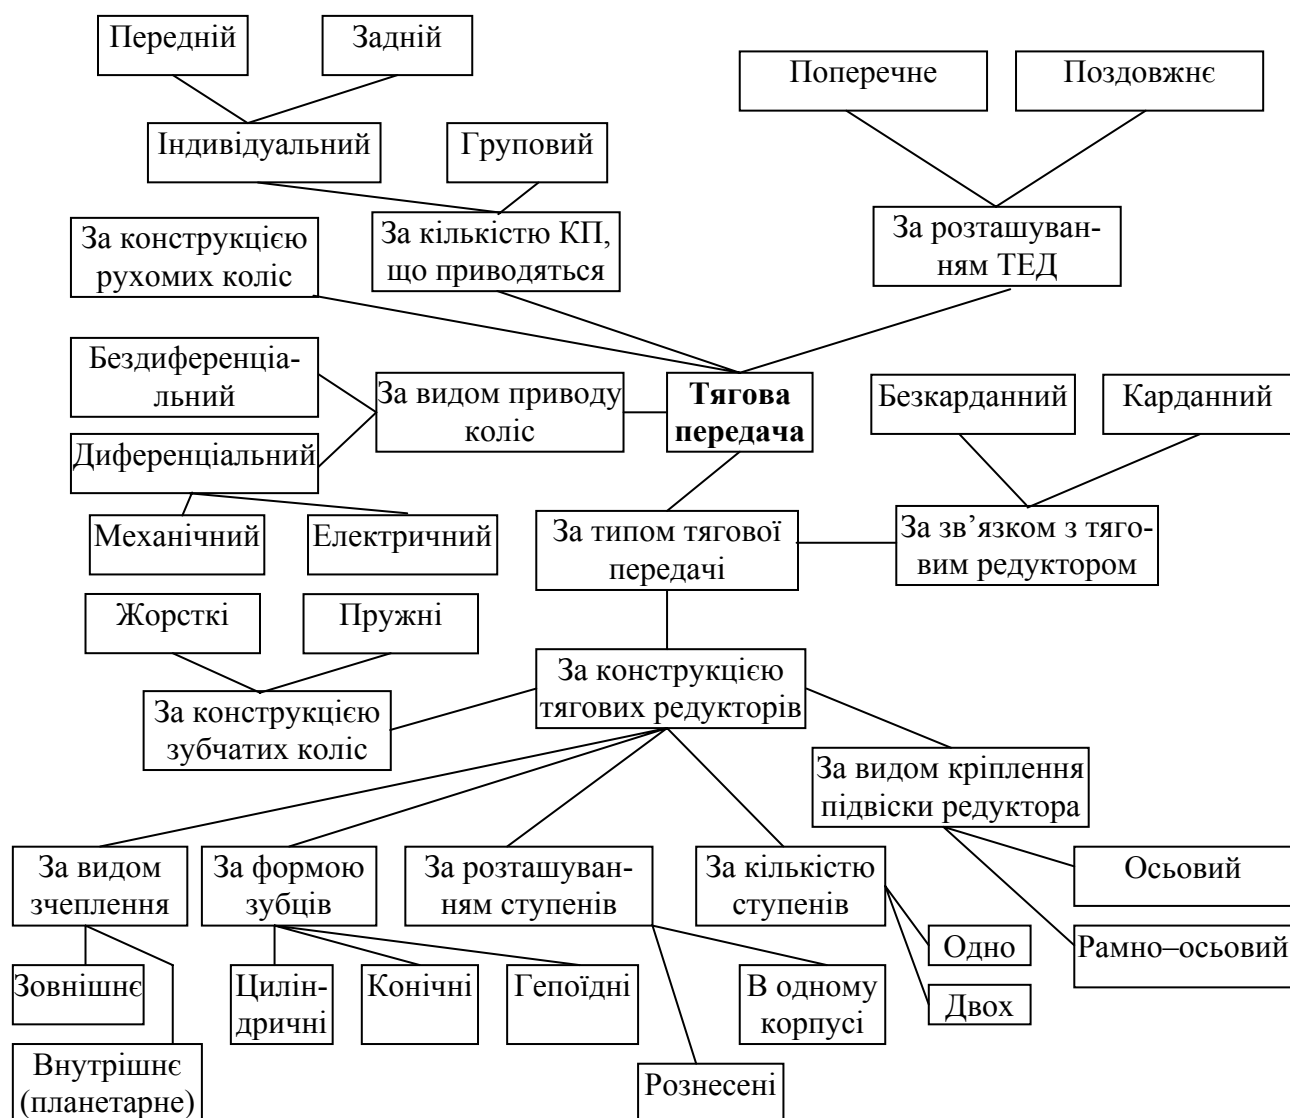 Передній
Задній
Поперечне
Поздовжнє
Індивідуальний
Груповий
За конструкцією
рухомих коліс
За кількістю КП,
що приводяться
За розташуван-
ням ТЕД
Бездиференці-
альний
За видом приводу
коліс
Тягова
передача
Безкарданний
Карданний
Диференціальний
Механічний
Електричний
За типом тягової
передачі
За зв’язком з тяго-
вим редуктором
Жорсткі
Пружні
За конструкцією
тягових редукторів
За конструкцією
зубчатих коліс
За видом кріплення
підвіски редуктора
За видом
зчеплення
За формою
зубців
За розташуван-
ням ступенів
За кількістю
ступенів
Осьовий
Одно
Рамно–осьовий
Зовнішнє
Цилін-
дричні
Конічні
Гепоїдні
В одному
корпусі
Двох
Внутрішнє
(планетарне)
Рознесені